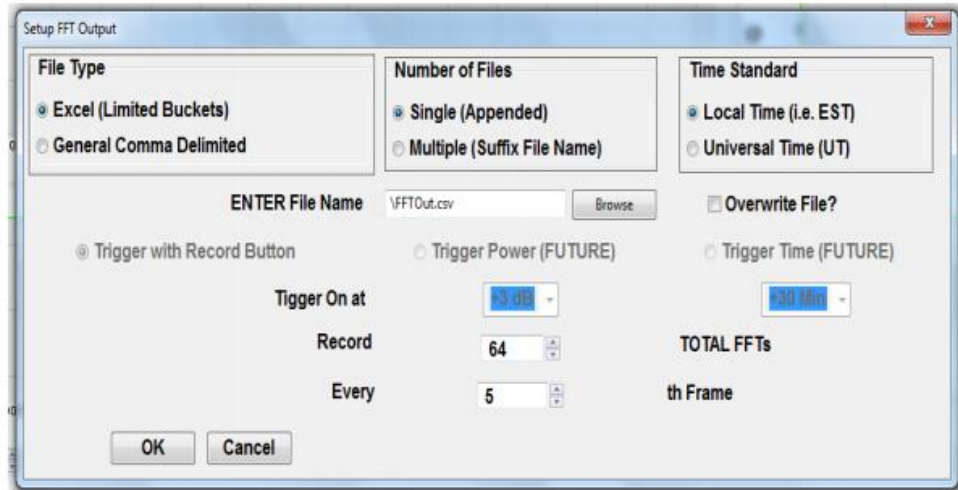 Setup FFT Output
File Type
Excel (Limited Buckets)
General Comma Delimited
Number of Files
Single (Appended)
Multiple (Suffix File Name)
Time Standard
Local Time (i.e. EST)
Universal Time (UT)
ENTER File Name \FFTOut.csv Browse Overwrite File?
Trigger with Record Button Trigger Power (FUTURE) Trigger Time (FUTURE)
Tigger On at +3 dB +30 Min
Record 64 TOTAL FFTs
Every 5 th Frame
OK Cancel